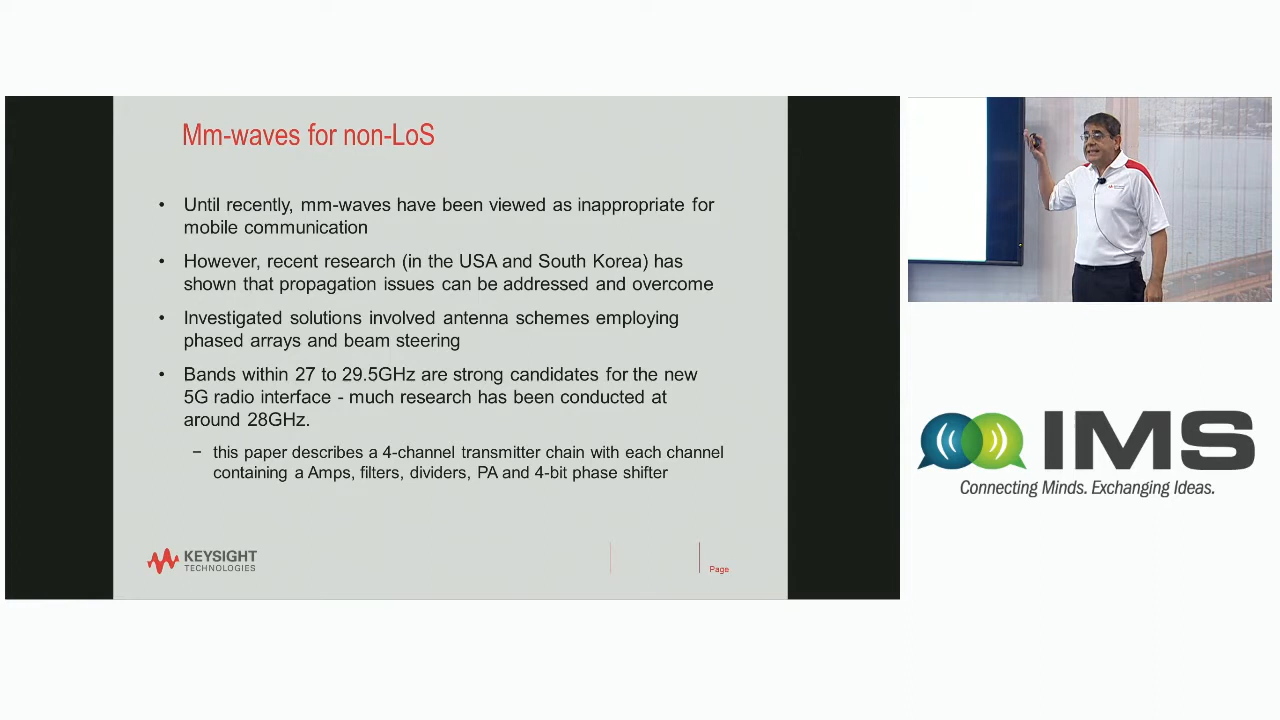 Mm-waves for non-LoS
• Until recently, mm-waves have been viewed as inappropriate for
mobile communication
• However, recent research (in the USA and South Korea) has
shown that propagation issues can be addressed and overcome
• Investigated solutions involved antenna schemes employing
phased arrays and beam steering
• Bands within 27 to 29.5GHz are strong candidates for the new
5G radio interface - much research has been conducted at
around 28GHz.
– this paper describes a 4-channel transmitter chain with each channel
containing a Amps, filters, dividers, PA and 4-bit phase shifter
KEYSIGHT
TECHNOLOGIES
Page
IMS
Connecting Minds. Exchanging Ideas.